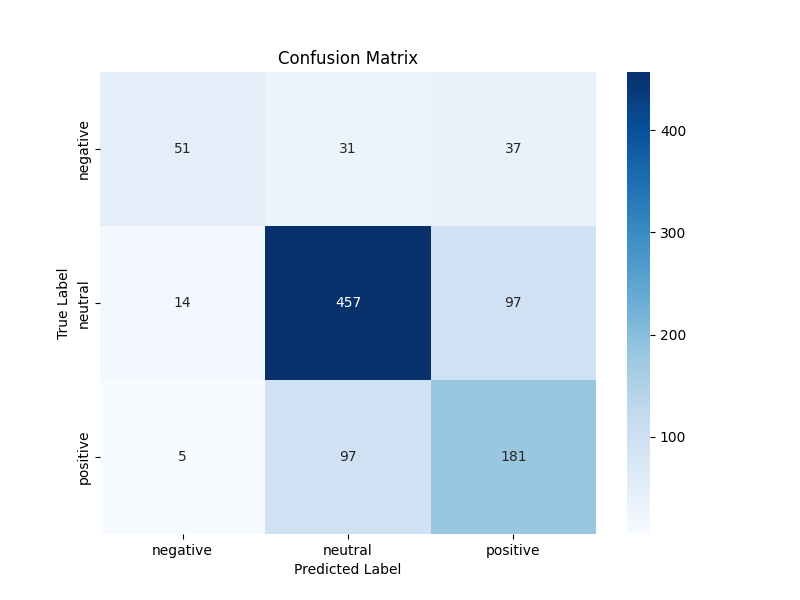 Confusion Matrix
True Label
negative
51
31
37
neutral
14
457
97
positive
5
97
181
negative
neutral
positive
Predicted Label
400
300
200
100